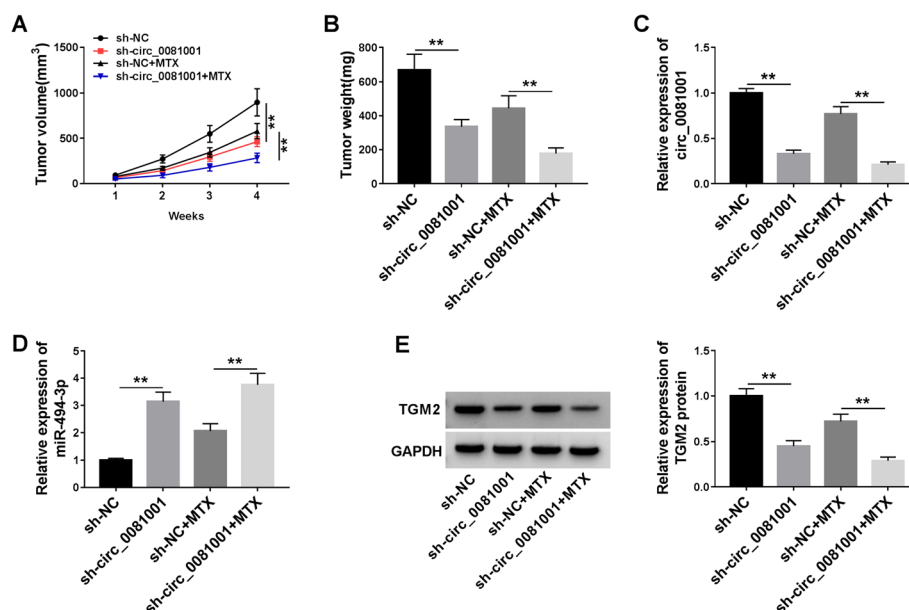 A
sh-NC
sh-circ_0081001
sh-NC+MTX
sh-circ_0081001+MTX
Tumor volume(mm³)
1500
1000
500
0
1 2 3 4
Weeks
**
**
B
Tumor weight(mg)
800
600
400
200
0
**
**
sh-NC
sh-circ_0081001
sh-NC+MTX
sh-circ_0081001+MTX
C
Relative expression of
circ_0081001
1.5
1.0
0.5
0.0
**
**
sh-NC
sh-circ_0081001
sh-NC+MTX
sh-circ_0081001+MTX
D
Relative expression of
miR-494-3p
5
4
3
2
1
0
**
**
sh-NC
sh-circ_0081001
sh-NC+MTX
sh-circ_0081001+MTX
E
TGM2
GAPDH
sh-NC
sh-circ_0081001
sh-NC+MTX
sh-circ_0081001+MTX
Relative expression of
TGM2 protein
1.5
1.0
0.5
0.0
**
**
sh-NC
sh-circ_0081001
sh-NC+MTX
sh-circ_0081001+MTX